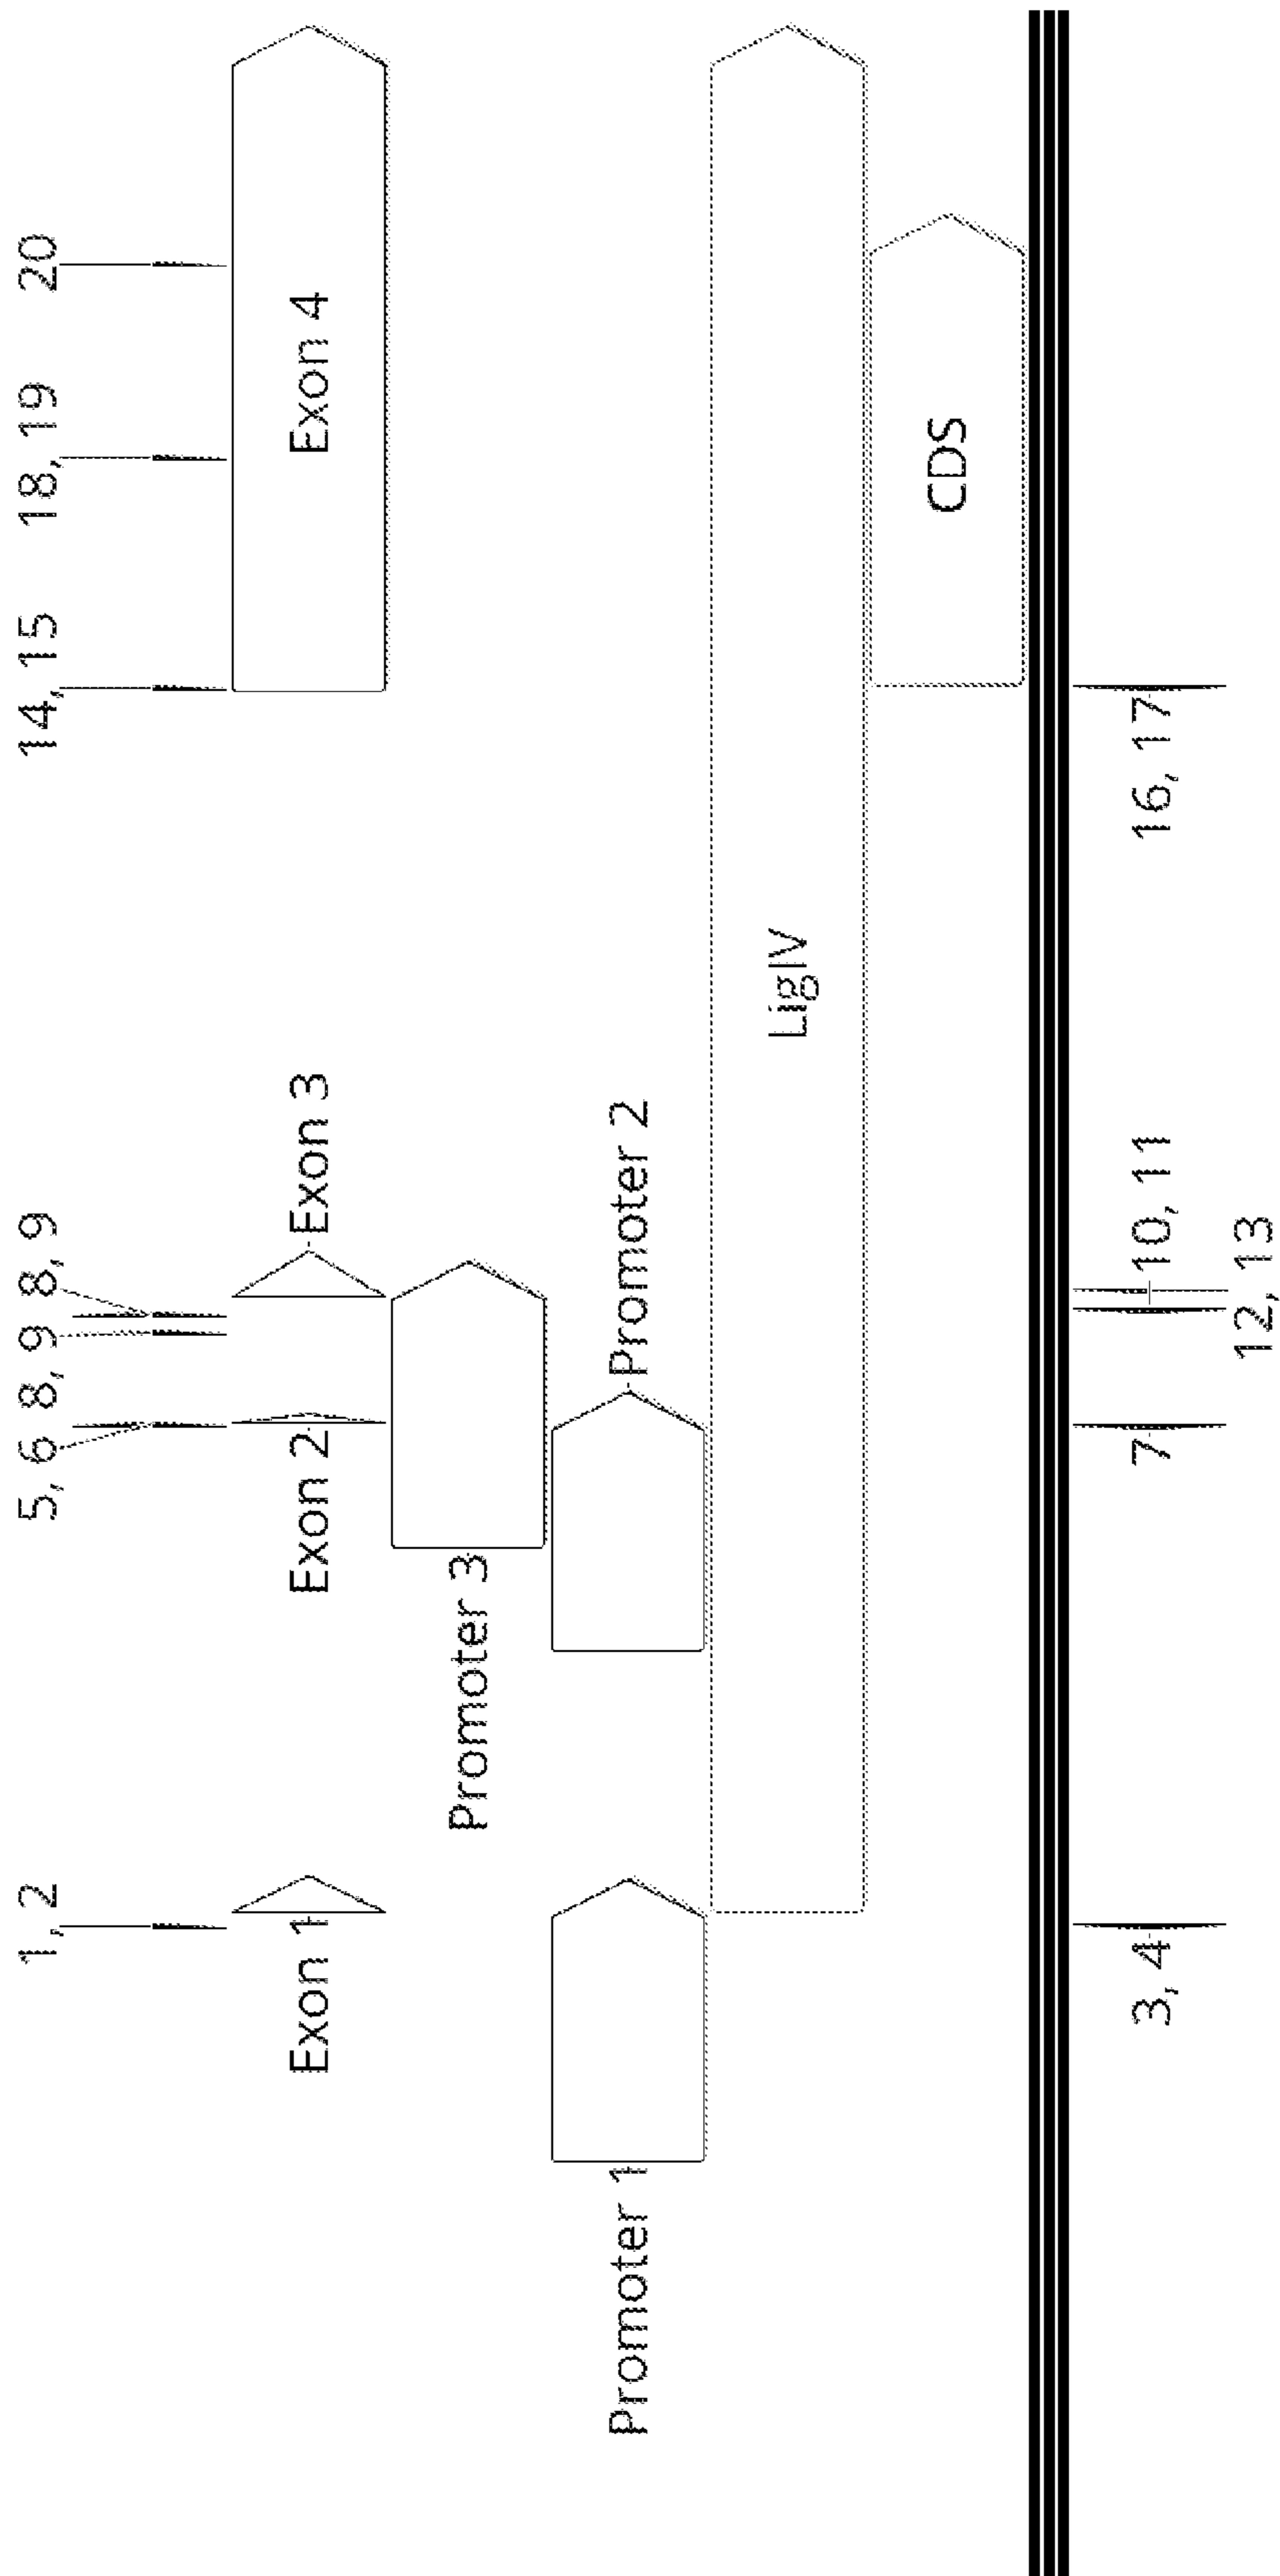 1, 2
5, 6
8, 9
8, 9
14, 15
18, 19
20
Exon 1
Exon 2
Exon 3
Exon 4
Promoter 3
Promoter 1
Promoter 2
LigIV
CDS
3, 4
7
10, 11
16, 17
12, 13